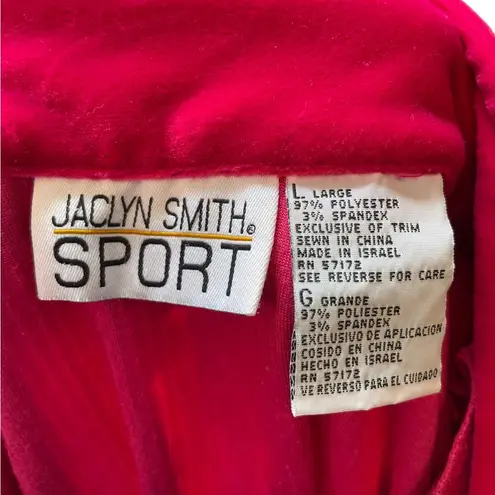 JACLYN SMITH®
SPORT
L LARGE
97% POLYESTER
3% SPANDEX
EXCLUSIVE OF TRIM
SEWN IN CHINA
MADE IN ISRAEL
RN 57172
SEE REVERSE FOR CARE
G GRANDE
97% POLIESTER
3% SPANDEX
EXCLUSIVO DE APLICACION
COSIDO EN CHINA
HECHO EN ISRAEL
RN 57172
VE REVERSO PARA EL CUIDADO